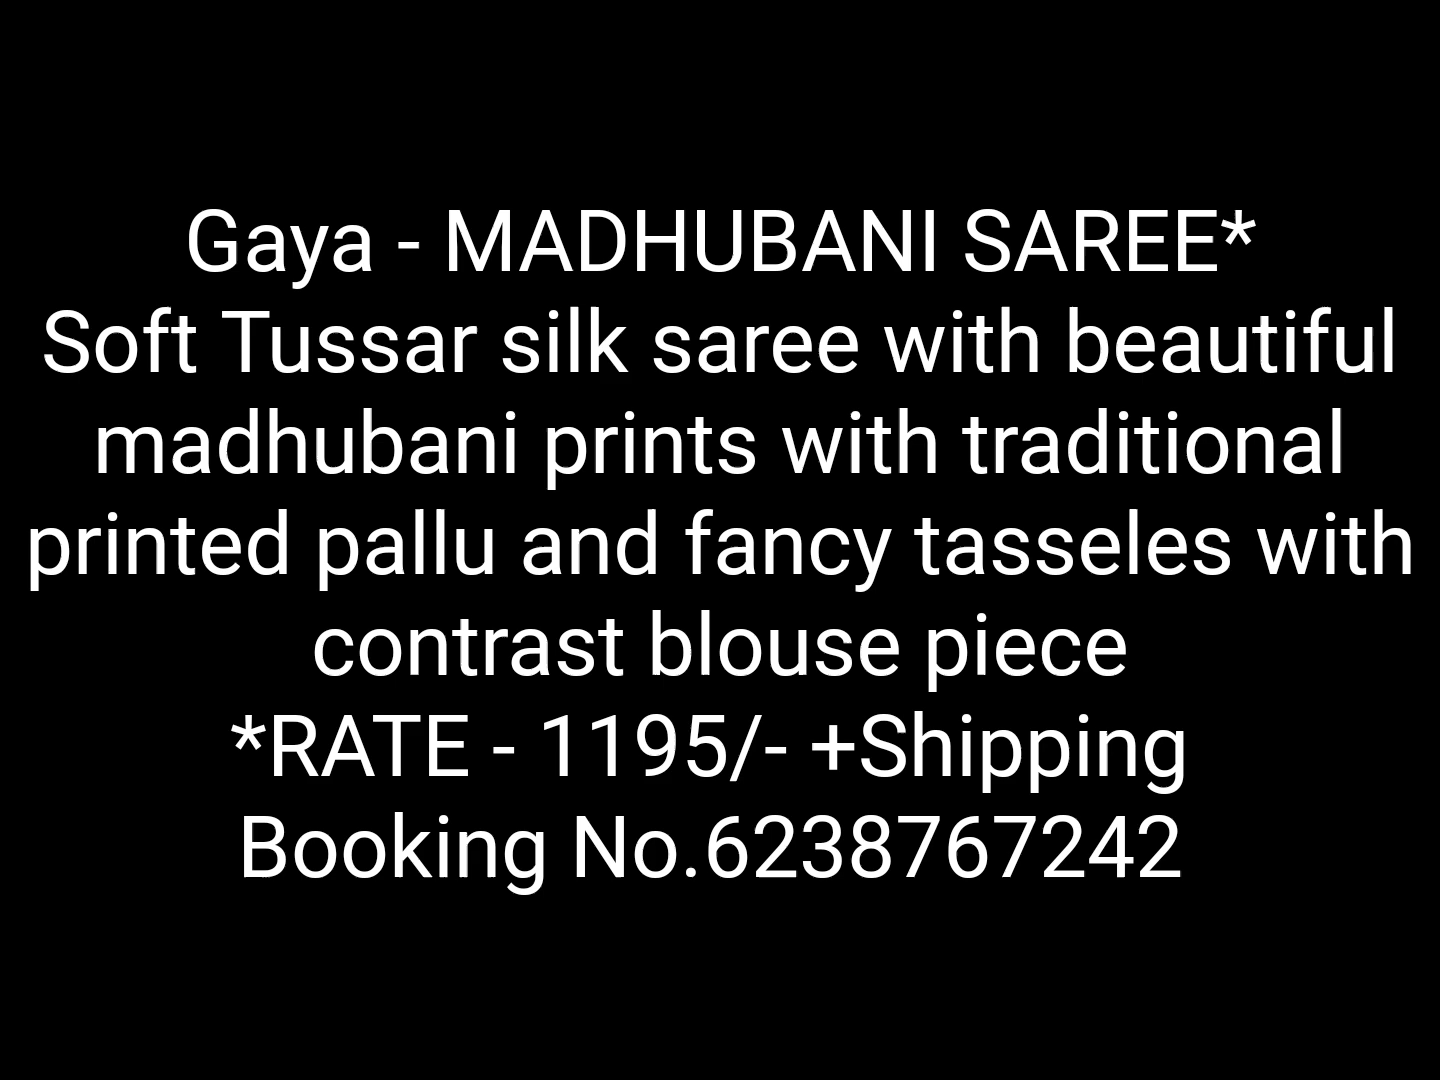 Gaya - MADHUBANI SAREE*
Soft Tussar silk saree with beautiful
madhubani prints with traditional
printed pallu and fancy tasseles with
contrast blouse piece
*RATE - 1195/- +Shipping
Booking No.6238767242